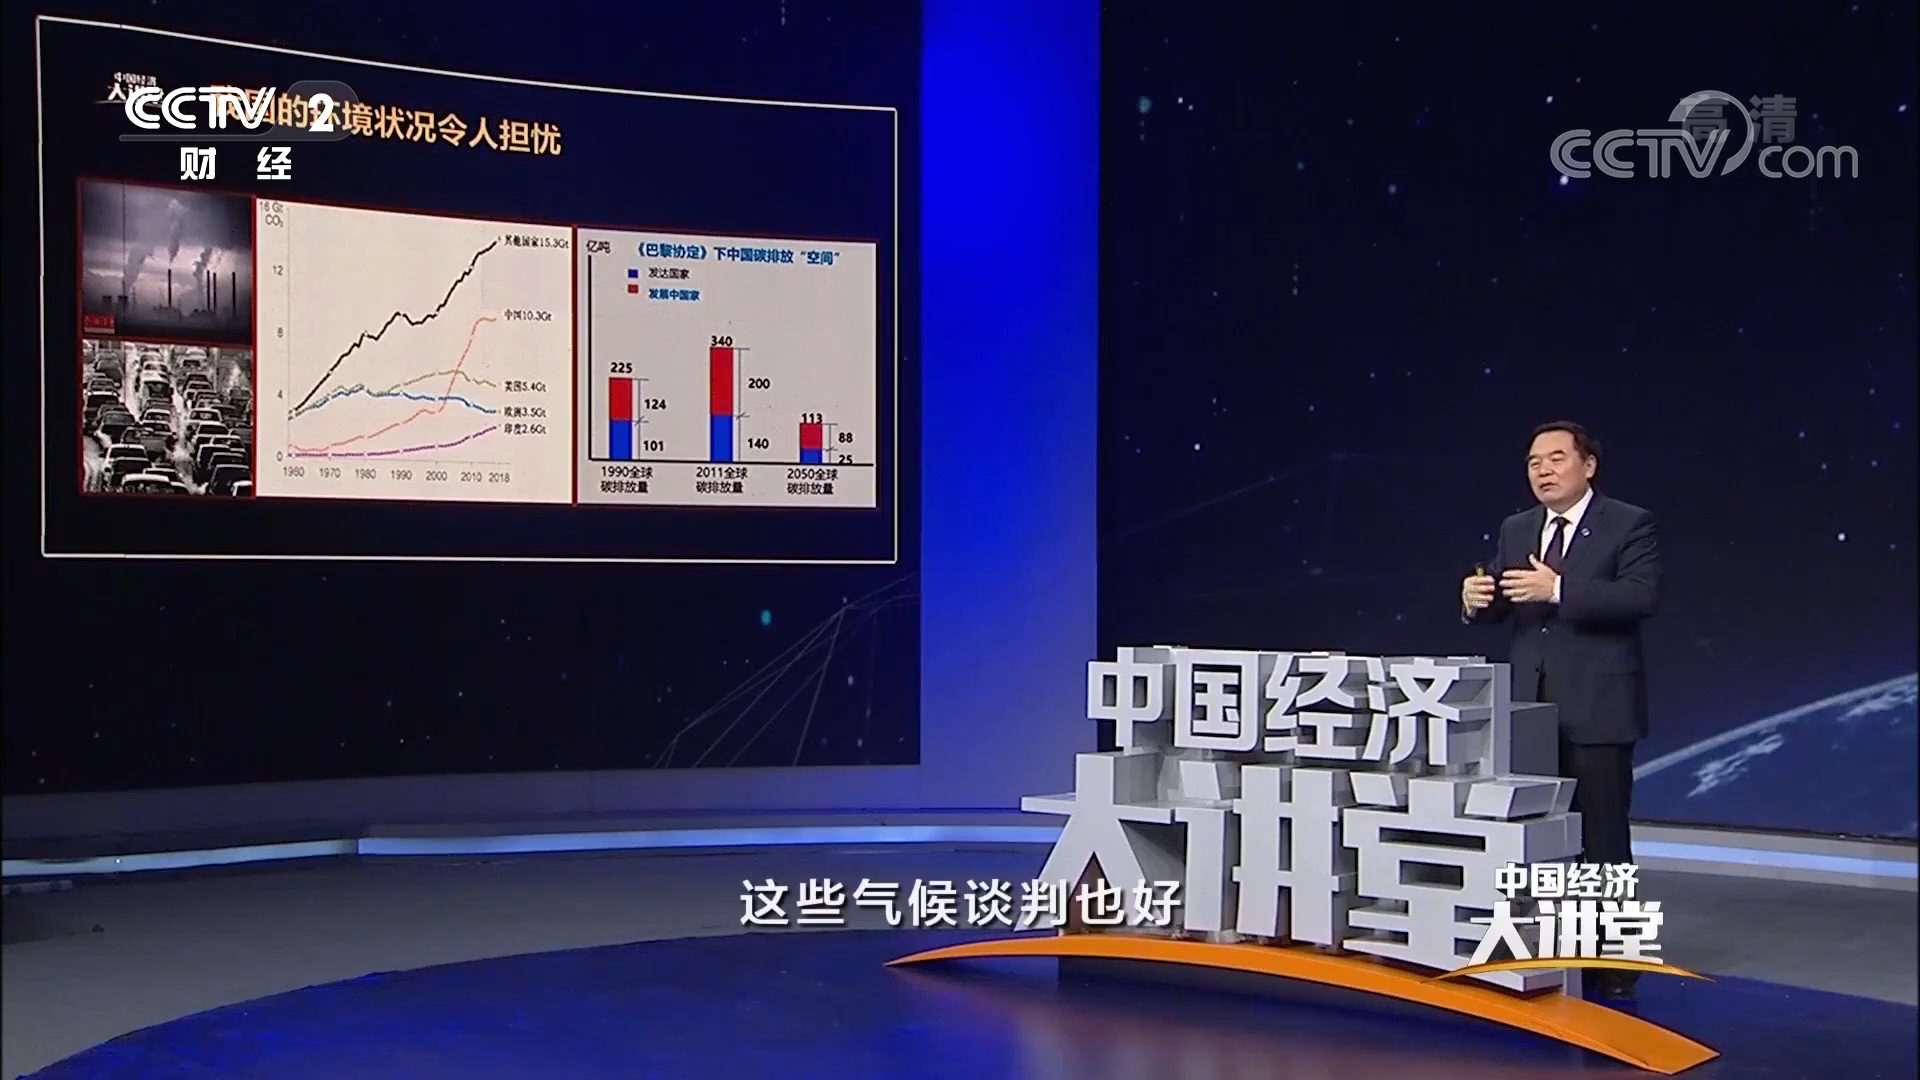 中国经济
大讲堂
CCTV 2
财 经
我国的环境状况令人担忧
高清
CCTV.com
16 Gt
CO₂
12
8
4
0
1960 1970 1980 1990 2000 2010 2018
其他国家15.3Gt
中国10.3Gt
美国5.4Gt
欧洲3.5Gt
印度2.6Gt
亿吨
《巴黎协定》下中国碳排放“空间”
发达国家
发展中国家
225
124
101
340
200
140
113
88
25
1990全球
碳排放量
2011全球
碳排放量
2050全球
碳排放量
中国经济
大讲堂
这些气候谈判也好
中国经济
大讲堂